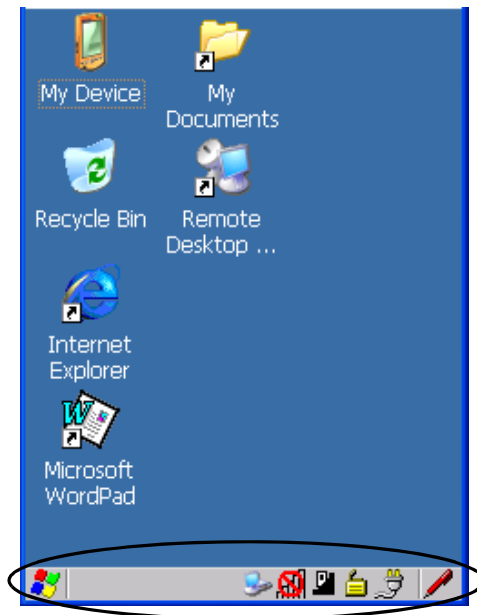 My Device
My
Documents
Recycle Bin
Remote
Desktop ...
Internet
Explorer
Microsoft
WordPad